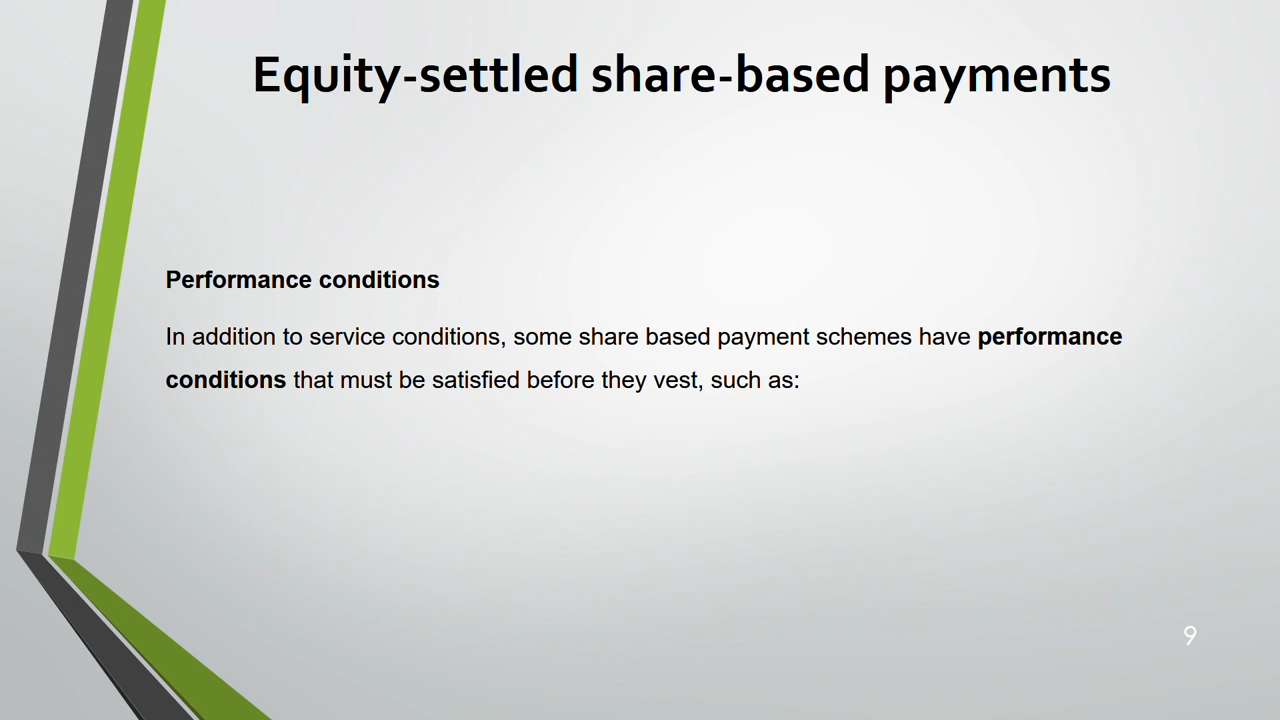 Equity-settled share-based payments
Performance conditions
In addition to service conditions, some share based payment schemes have performance
conditions that must be satisfied before they vest, such as:
9